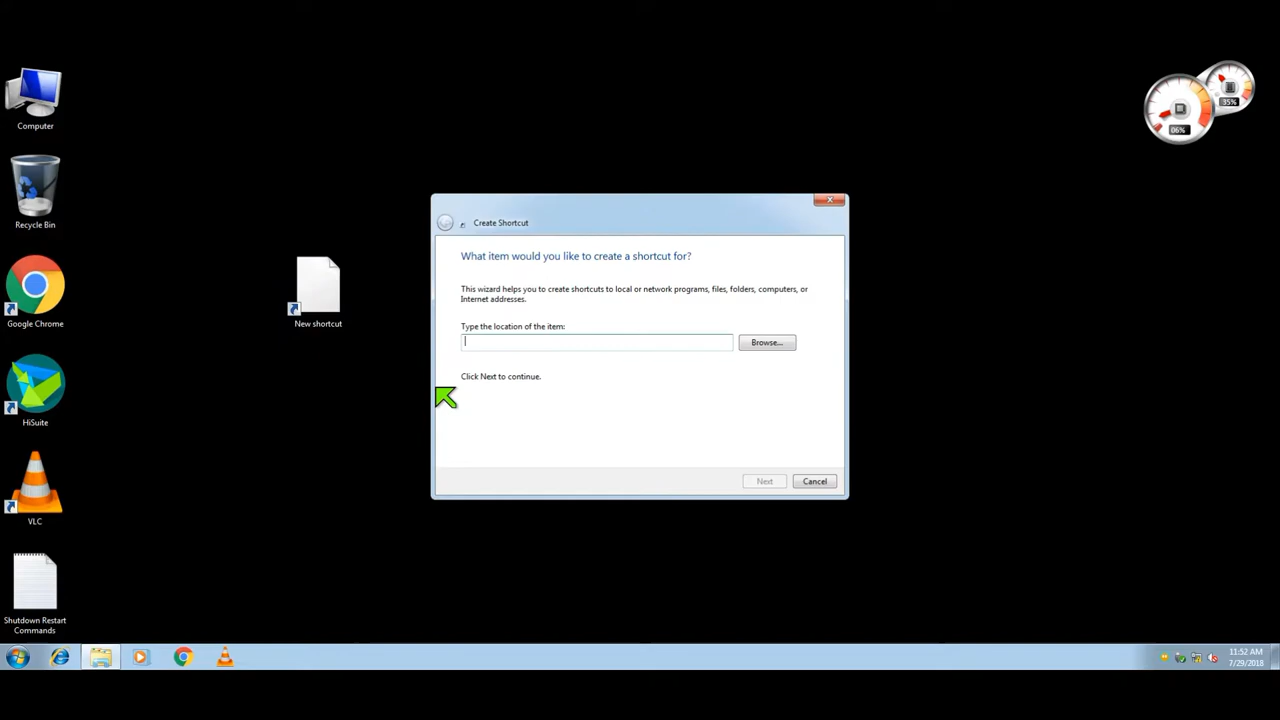 Computer
Recycle Bin
Google Chrome
HiSuite
VLC
Shutdown Restart
Commands
New shortcut
Create Shortcut
What item would you like to create a shortcut for?
This wizard helps you to create shortcuts to local or network programs, files, folders, computers, or
Internet addresses.
Type the location of the item:
Browse...
Click Next to continue.
Next
Cancel
35%
06%
11:52 AM
7/29/2018